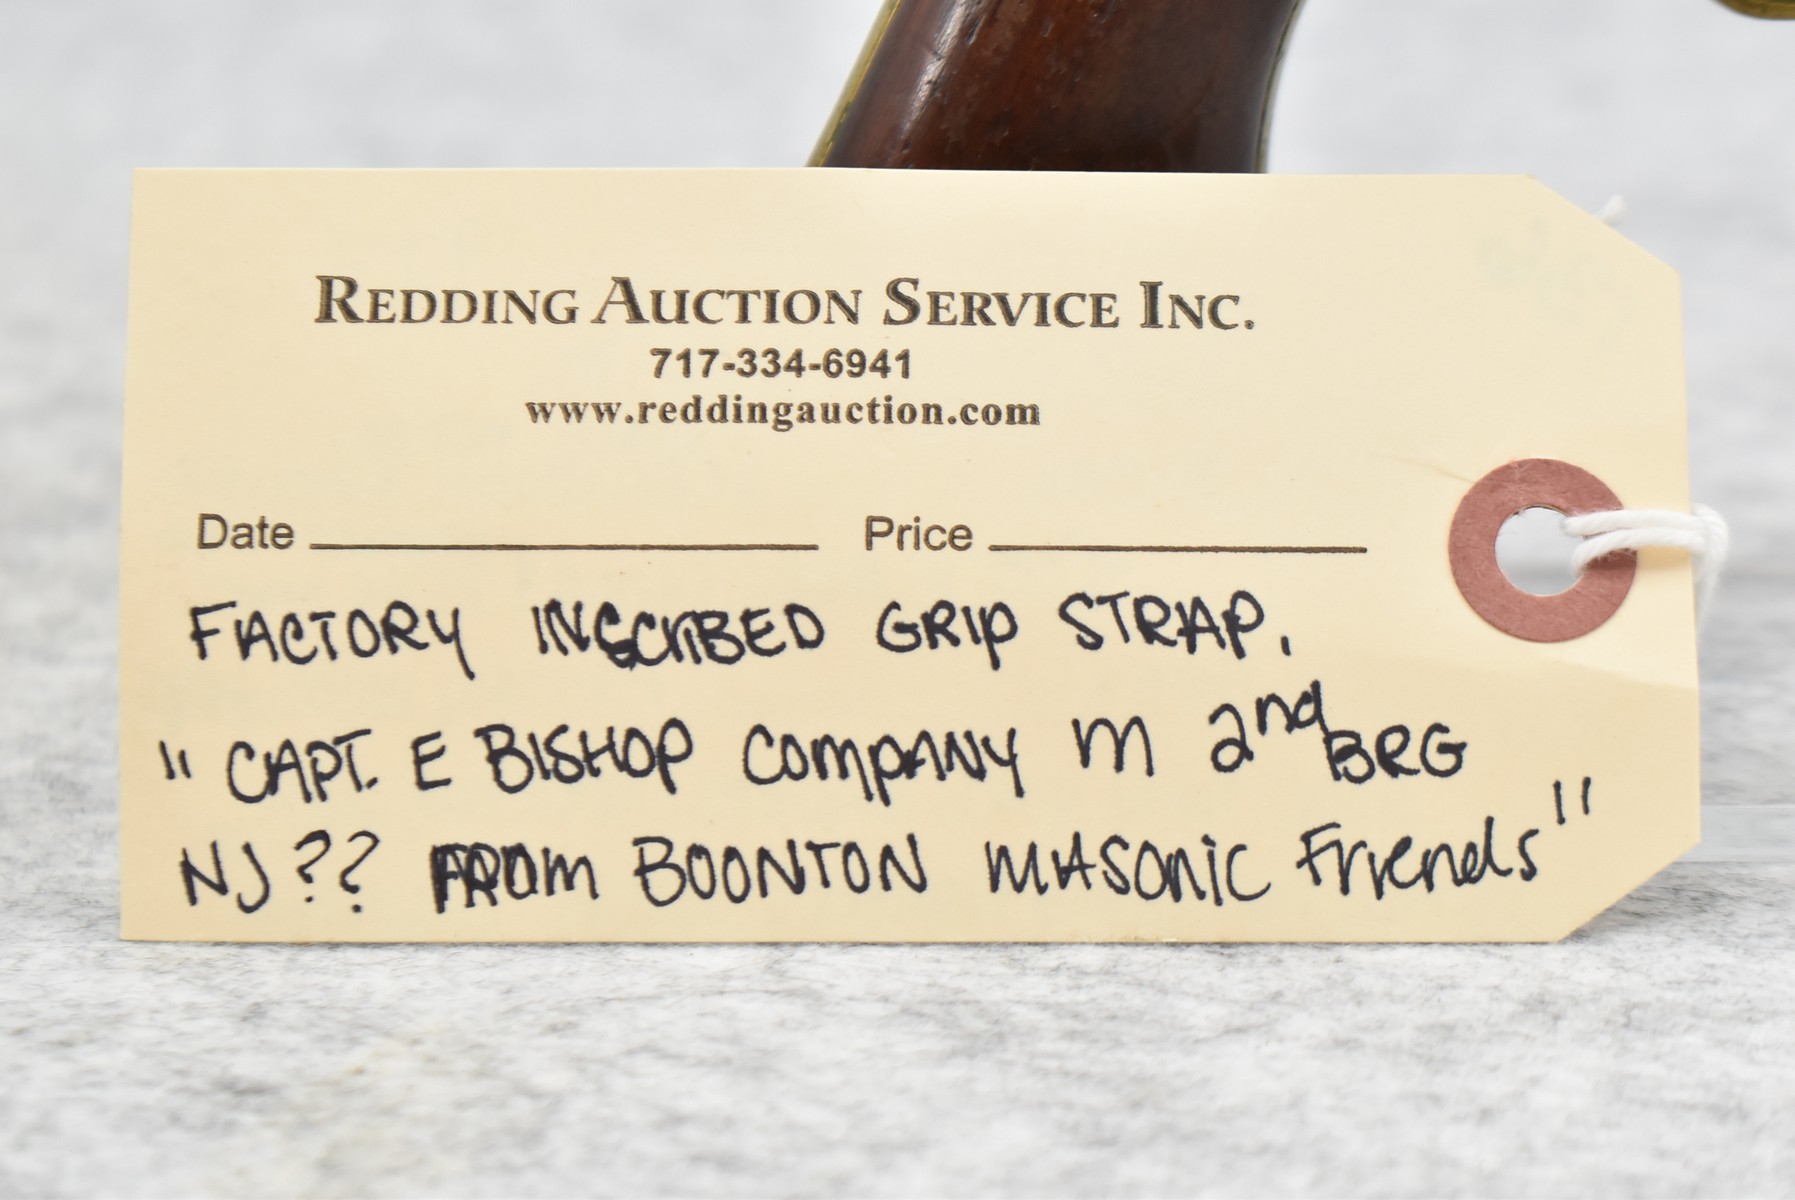 REDDING AUCTION SERVICE INC.
717-334-6941
www.reddingauction.com
Date Price
FACTORY INSCRIBED GRIP STRAP.
"CAPT. E BISHOP COMPANY M 2nd BRG
NJ?? FROM BOONTON MASONIC Friends"